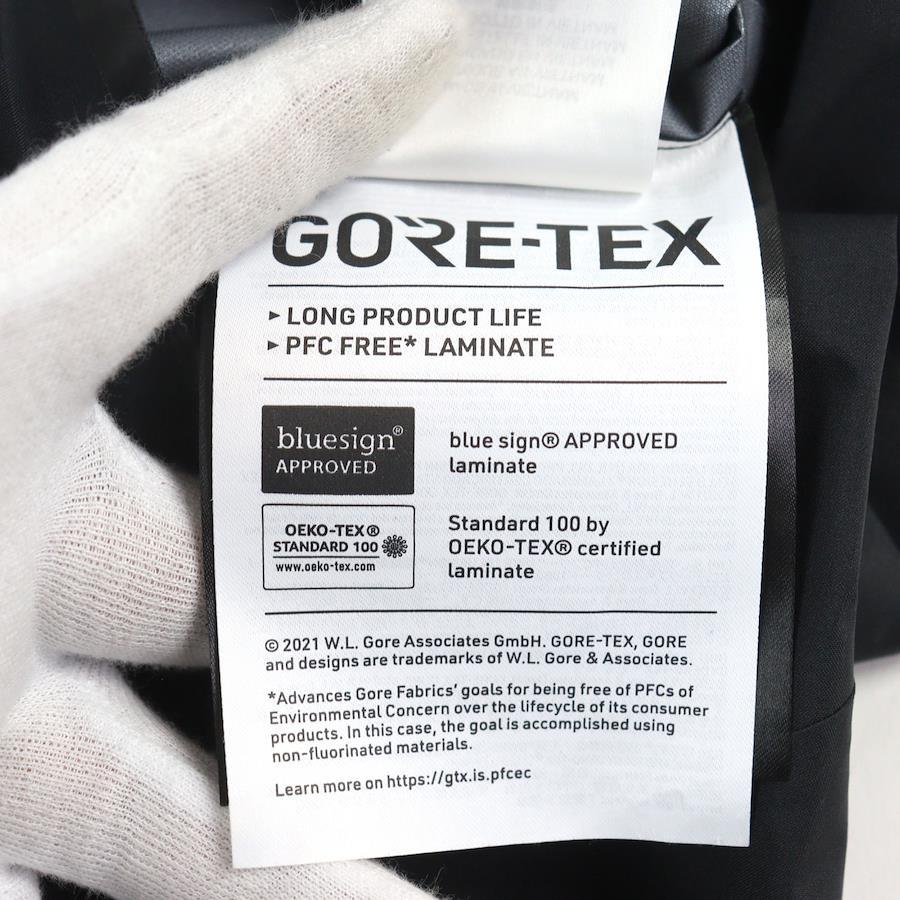 GORE-TEX
► LONG PRODUCT LIFE
► PFC FREE* LAMINATE
bluesign®
APPROVED
blue sign® APPROVED
laminate
OEKO-TEX®
STANDARD 100
www.oeko-tex.com
Standard 100 by
OEKO-TEX® certified
laminate
© 2021 W.L. Gore Associates GmbH. GORE-TEX, GORE
and designs are trademarks of W.L. Gore & Associates.
*Advances Gore Fabrics' goals for being free of PFCs of
Environmental Concern over the lifecycle of its consumer
products. In this case, the goal is accomplished using
non-fluorinated materials.
Learn more on https://gtx.is.pfcec